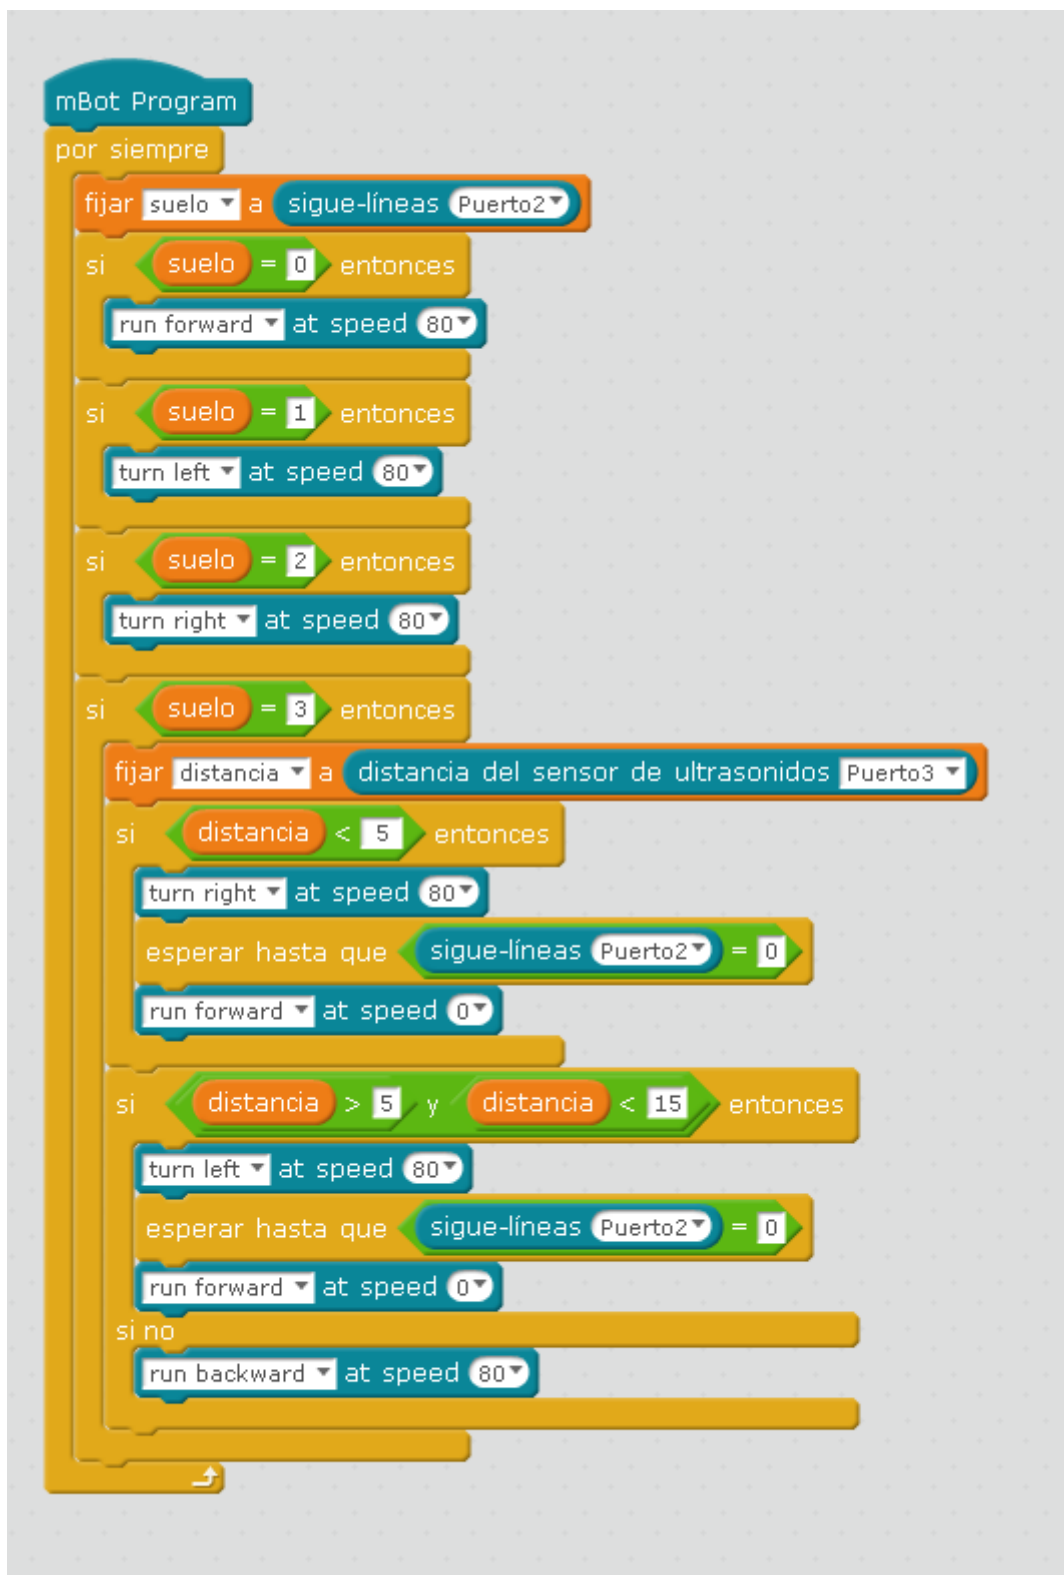 mBot Program
por siempre
fijar suelo a sigue-líneas Puerto2
si suelo = 0 entonces
run forward at speed 80
si suelo = 1 entonces
turn left at speed 80
si suelo = 2 entonces
turn right at speed 80
si suelo = 3 entonces
fijar distancia a distancia del sensor de ultrasonidos Puerto3
si distancia < 5 entonces
turn right at speed 80
esperar hasta que sigue-líneas Puerto2 = 0
run forward at speed 0
si distancia > 5 y distancia < 15 entonces
turn left at speed 80
esperar hasta que sigue-líneas Puerto2 = 0
run forward at speed 0
si no
run backward at speed 80